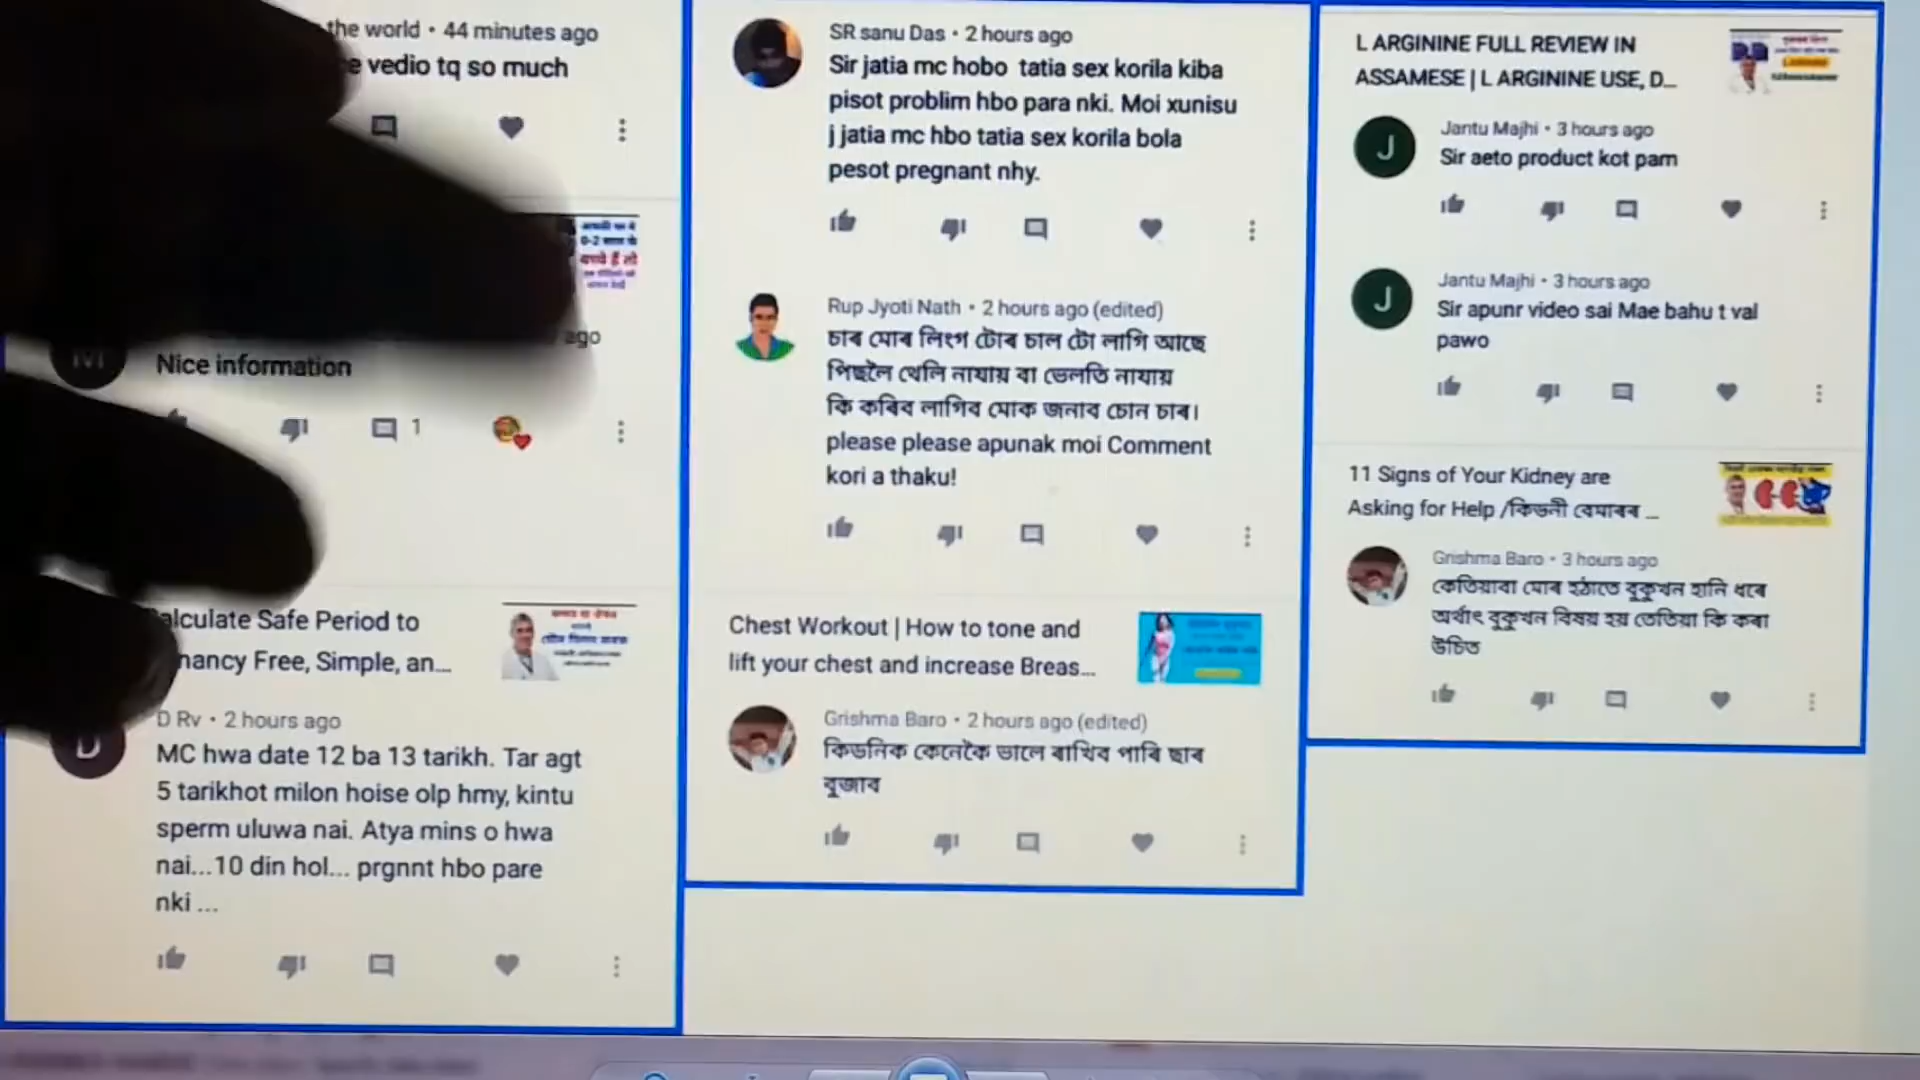 the world • 44 minutes ago
vedio tq so much
0-2
ago
Nice information
1
Calculate Safe Period to
nancy Free, Simple, an...
D Rv • 2 hours ago
D
MC hwa date 12 ba 13 tarikh. Tar agt
5 tarikhot milon hoise olp hmy, kintu
sperm uluwa nai. Atya mins o hwa
nai...10 din hol... prgnnt hbo pare
nki ...
SR sanu Das • 2 hours ago
Sir jatia mc hobo tatia sex korila kiba
pisot problim hbo para nki. Moi xunisu
j jatia mc hbo tatia sex korila bola
pesot pregnant nhy.
Rup Jyoti Nath • 2 hours ago (edited)
চাৰ মোৰ লিংগ টোৰ চাল টো লাগি আছে
পিছলৈ থেলি নাযায় বা ভেলতি নাযায়
কি কৰিব লাগিব মোক জনাব চোন চাৰ।
please please apunak moi Comment
kori a thaku!
Chest Workout | How to tone and
lift your chest and increase Breas...
Grishma Baro • 2 hours ago (edited)
কিডনিক কেনেকৈ ভালে ৰাখিব পাৰি ছাৰ
বুজাব
L ARGININE FULL REVIEW IN
ASSAMESE | L ARGININE USE, D...
J
Jantu Majhi • 3 hours ago
Sir aeto product kot pam
J
Jantu Majhi • 3 hours ago
Sir apunr video sai Mae bahu t val
pawo
11 Signs of Your Kidney are
Asking for Help /কিডনী বেমাৰৰ ...
Grishma Baro • 3 hours ago
কেতিয়াবা মোৰ হঠাতে বুকুখন হানি ধৰে
অৰ্থাৎ বুকুখন বিষয় হয় তেতিয়া কি কৰা
উচিত